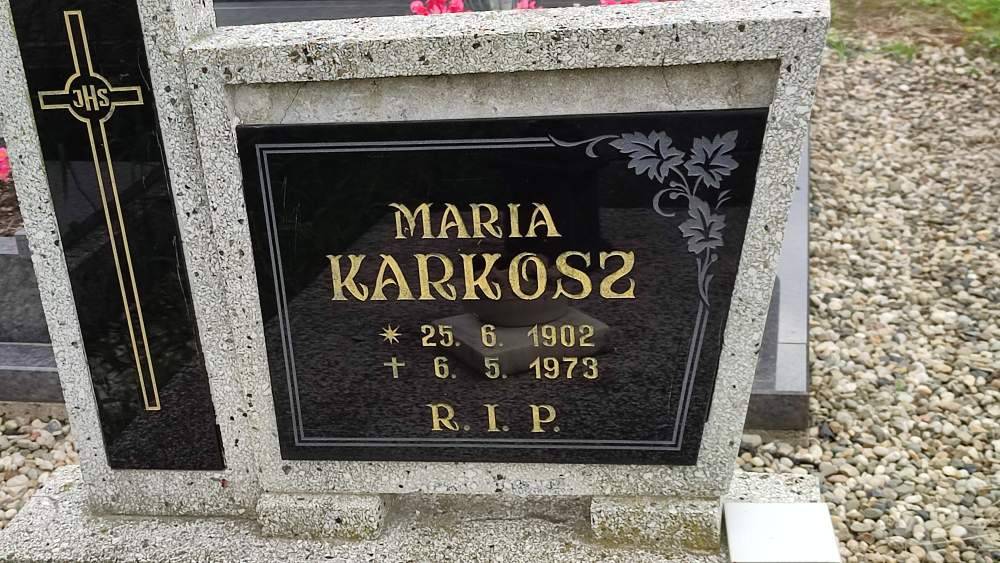 JHS
MARIA
KARKOSZ
* 25. 6. 1902
+ 6. 5. 1973
R. I. P.